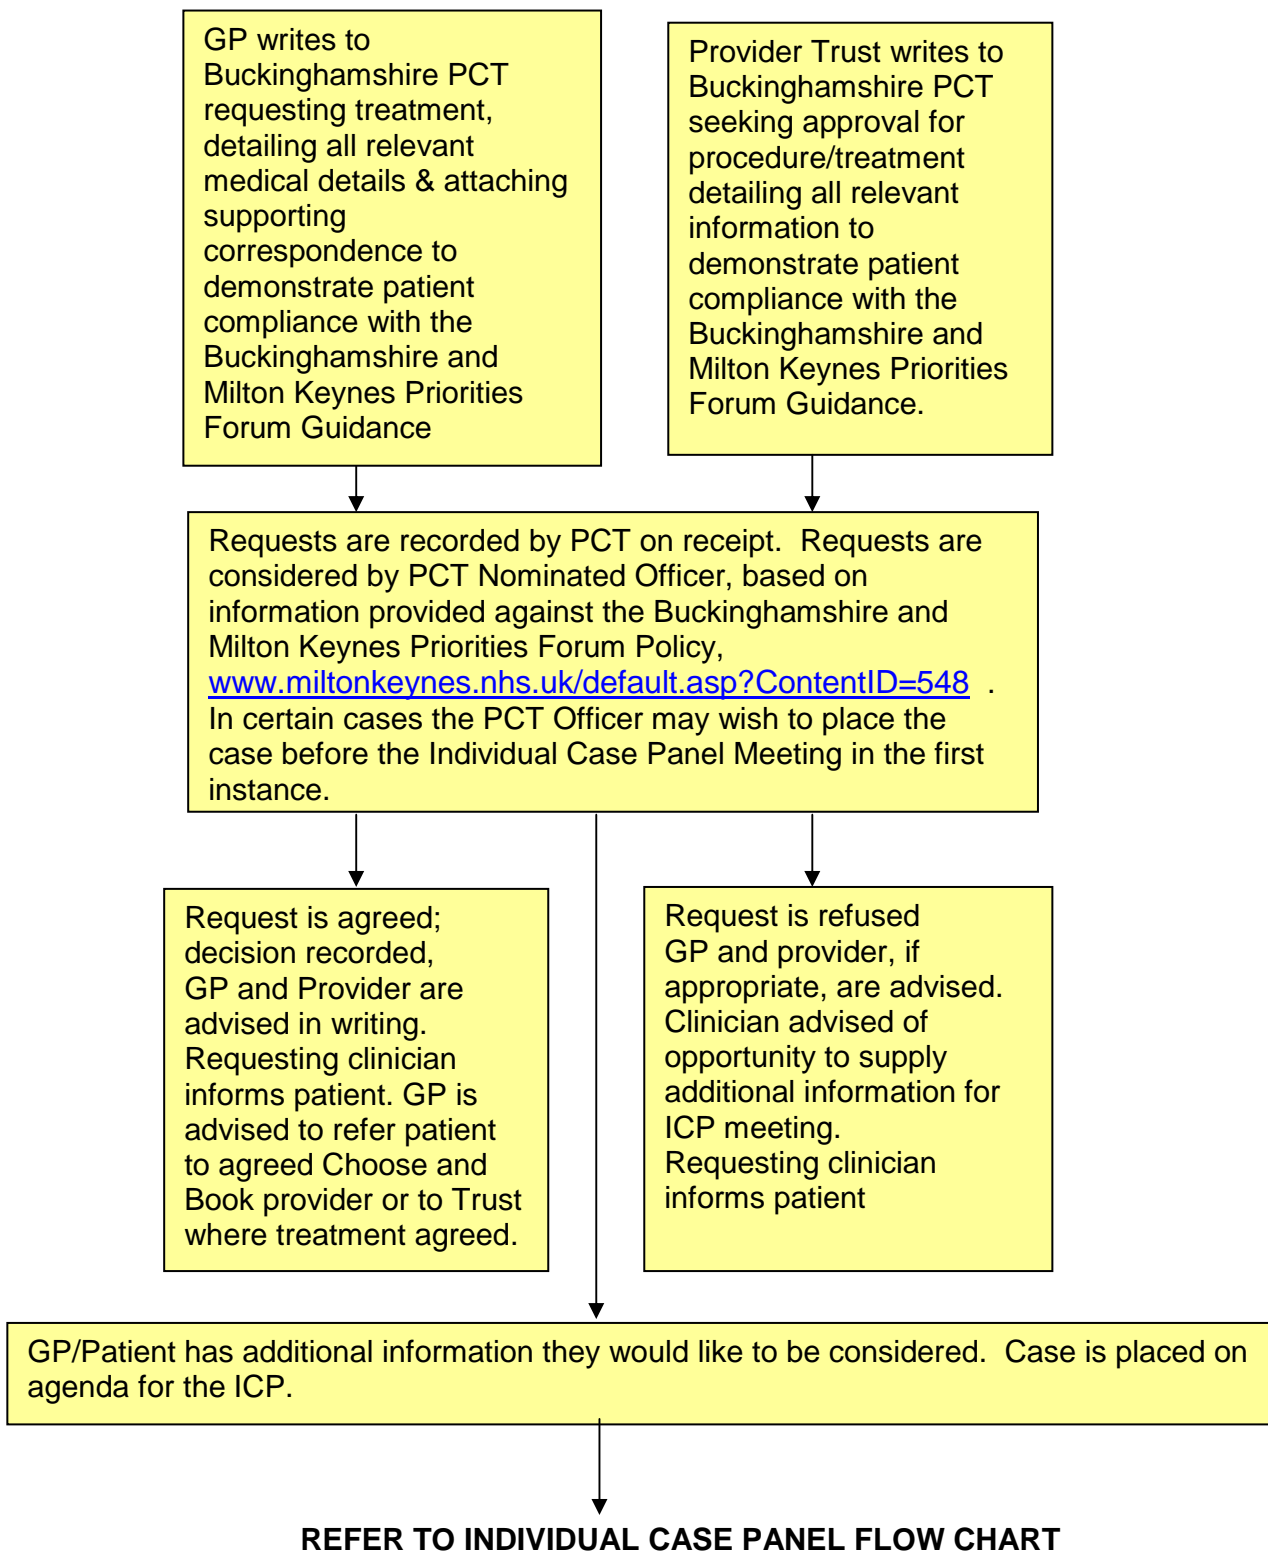 GP writes to
Buckinghamshire PCT
requesting treatment,
detailing all relevant
medical details & attaching
supporting
correspondence to
demonstrate patient
compliance with the
Buckinghamshire and
Milton Keynes Priorities
Forum Guidance
Provider Trust writes to
Buckinghamshire PCT
seeking approval for
procedure/treatment
detailing all relevant
information to
demonstrate patient
compliance with the
Buckinghamshire and
Milton Keynes Priorities
Forum Guidance.
Requests are recorded by PCT on receipt.  Requests are
considered by PCT Nominated Officer, based on
information provided against the Buckinghamshire and
Milton Keynes Priorities Forum Policy,
www.miltonkeynes.nhs.uk/default.asp?ContentID=548  .
In certain cases the PCT Officer may wish to place the
case before the Individual Case Panel Meeting in the first
instance.
Request is agreed;
decision recorded,
GP and Provider are
advised in writing.
Requesting clinician
informs patient. GP is
advised to refer patient
to agreed Choose and
Book provider or to Trust
where treatment agreed.
Request is refused
GP and provider, if
appropriate, are advised.
Clinician advised of
opportunity to supply
additional information for
ICP meeting.
Requesting clinician
informs patient
GP/Patient has additional information they would like to be considered.  Case is placed on
agenda for the ICP.
REFER TO INDIVIDUAL CASE PANEL FLOW CHART